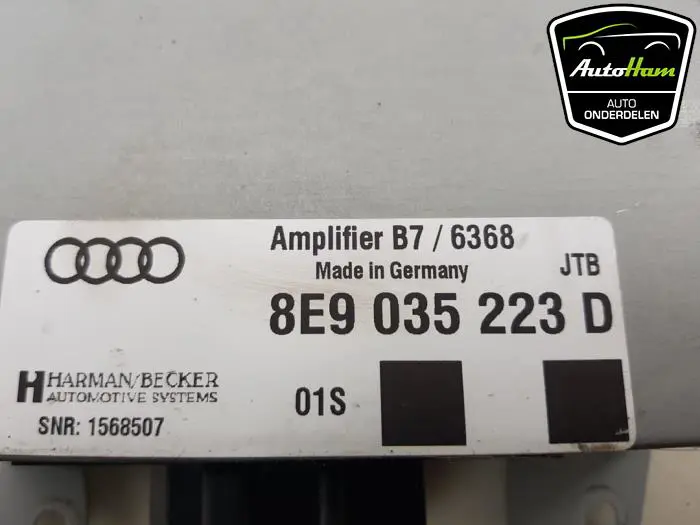 AutoHam
AUTO
ONDERDELEN
Amplifier B7 / 6368
Made in Germany
JTB
8E9 035 223 D
HARMAN/BECKER
AUTOMOTIVE SYSTEMS
01S
SNR: 1568507